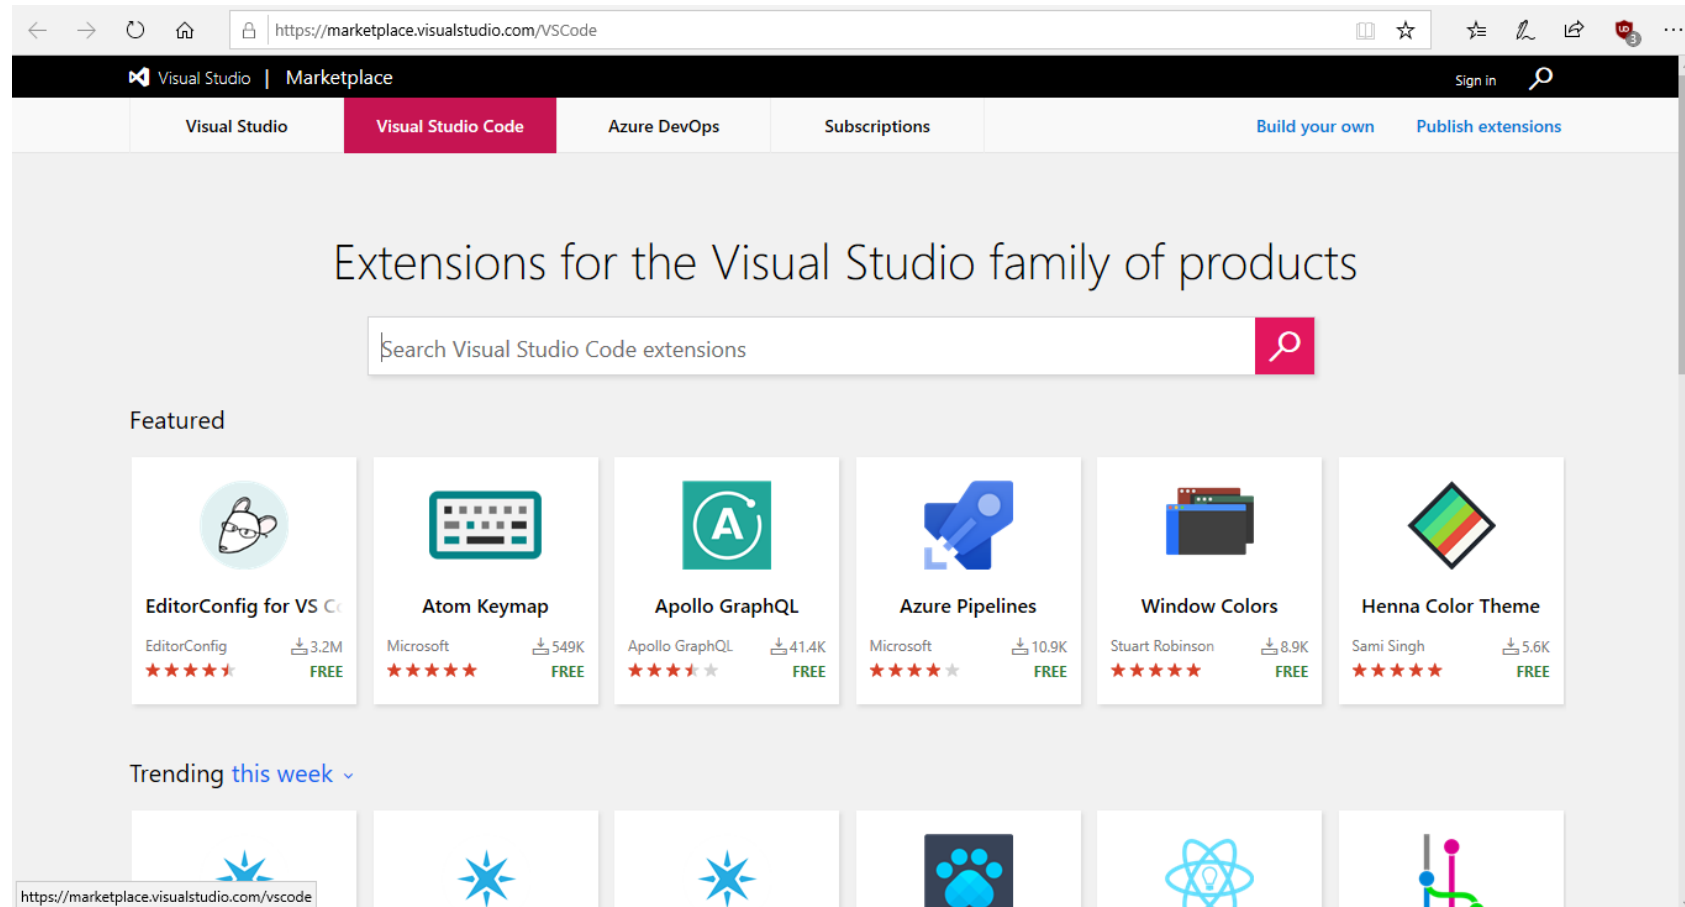 https://marketplace.visualstudio.com/VSCode
UD 3
Visual Studio | Marketplace
Sign in
Visual Studio
Visual Studio Code
Azure DevOps
Subscriptions
Build your own
Publish extensions
Extensions for the Visual Studio family of products
Search Visual Studio Code extensions
Featured
A
EditorConfig for VS Co
EditorConfig 3.2M
FREE
Atom Keymap
Microsoft 549K
FREE
Apollo GraphQL
Apollo GraphQL 41.4K
FREE
Azure Pipelines
Microsoft 10.9K
FREE
Window Colors
Stuart Robinson 8.9K
FREE
Henna Color Theme
Sami Singh 5.6K
FREE
Trending this week
https://marketplace.visualstudio.com/vscode